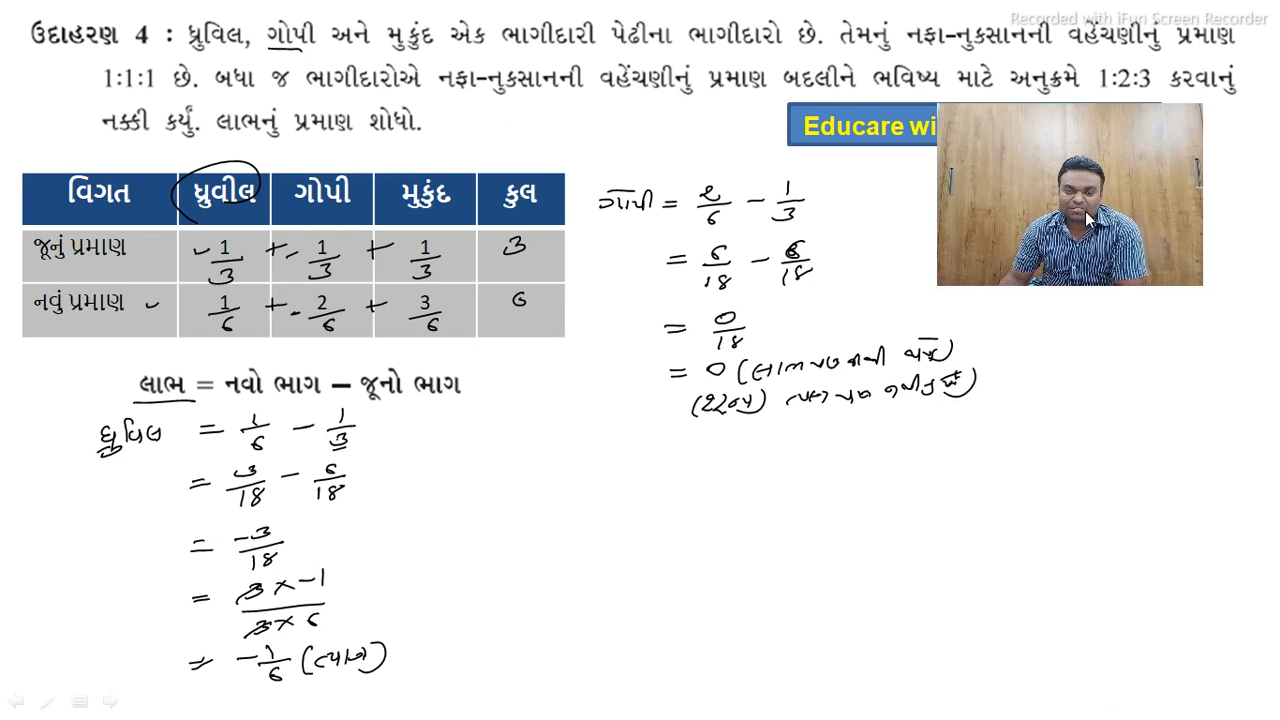 Recorded with iFun Screen Recorder
ઉદાહરણ 4 : ધ્રુવિલ, ગોપી અને મુકુંદ એક ભાગીદારી પેઢીના ભાગીદારો છે. તેમનું નફા–નુકસાનની વહેંચણીનું પ્રમાણ
1:1:1 છે. બધા જ ભાગીદારોએ નફા–નુકસાનની વહેંચણીનું પ્રમાણ બદલીને ભવિષ્ય માટે અનુક્રમે 1:2:3 કરવાનું
નક્કી કર્યું. લાભનું પ્રમાણ શોધો.
Educare wi
વિગત ધ્રુવીલ ગોપી મુકુંદ કુલ
જૂનું પ્રમાણ 1/3 + 1/3 + 1/3 3
નવું પ્રમાણ 1/6 + 2/6 + 3/6 6
લાભ = નવો ભાગ – જૂનો ભાગ
ધ્રુવિલ = 1/6 − 1/3
= 3/18 − 6/18
= −3/18
= 3 × −1 / 3 × 6
= −1/6 (ત્યાગ)
ગોપી = 2/6 − 1/3
= 6/18 − 6/18
= 0/18
= 0 (લાભ પણ નથી
(શૂન્ય) ત્યાગ પણ નથી